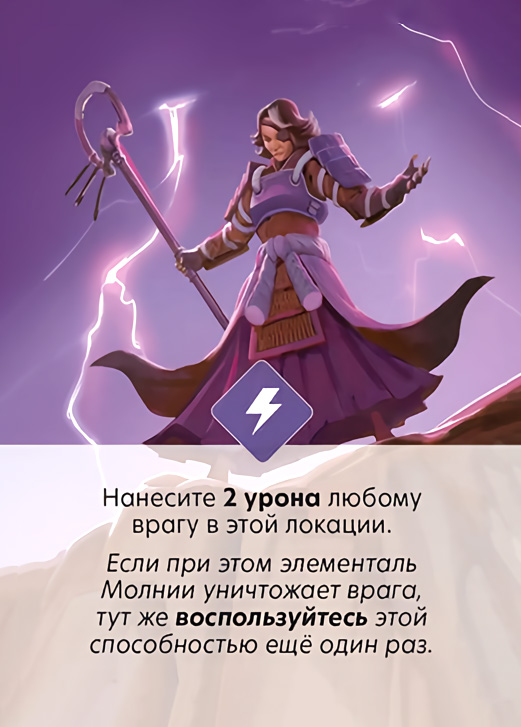 Нанесите 2 урона любому
врагу в этой локации.
Если при этом элементаль
Молнии уничтожает врага,
тут же воспользуйтесь этой
способностью ещё один раз.